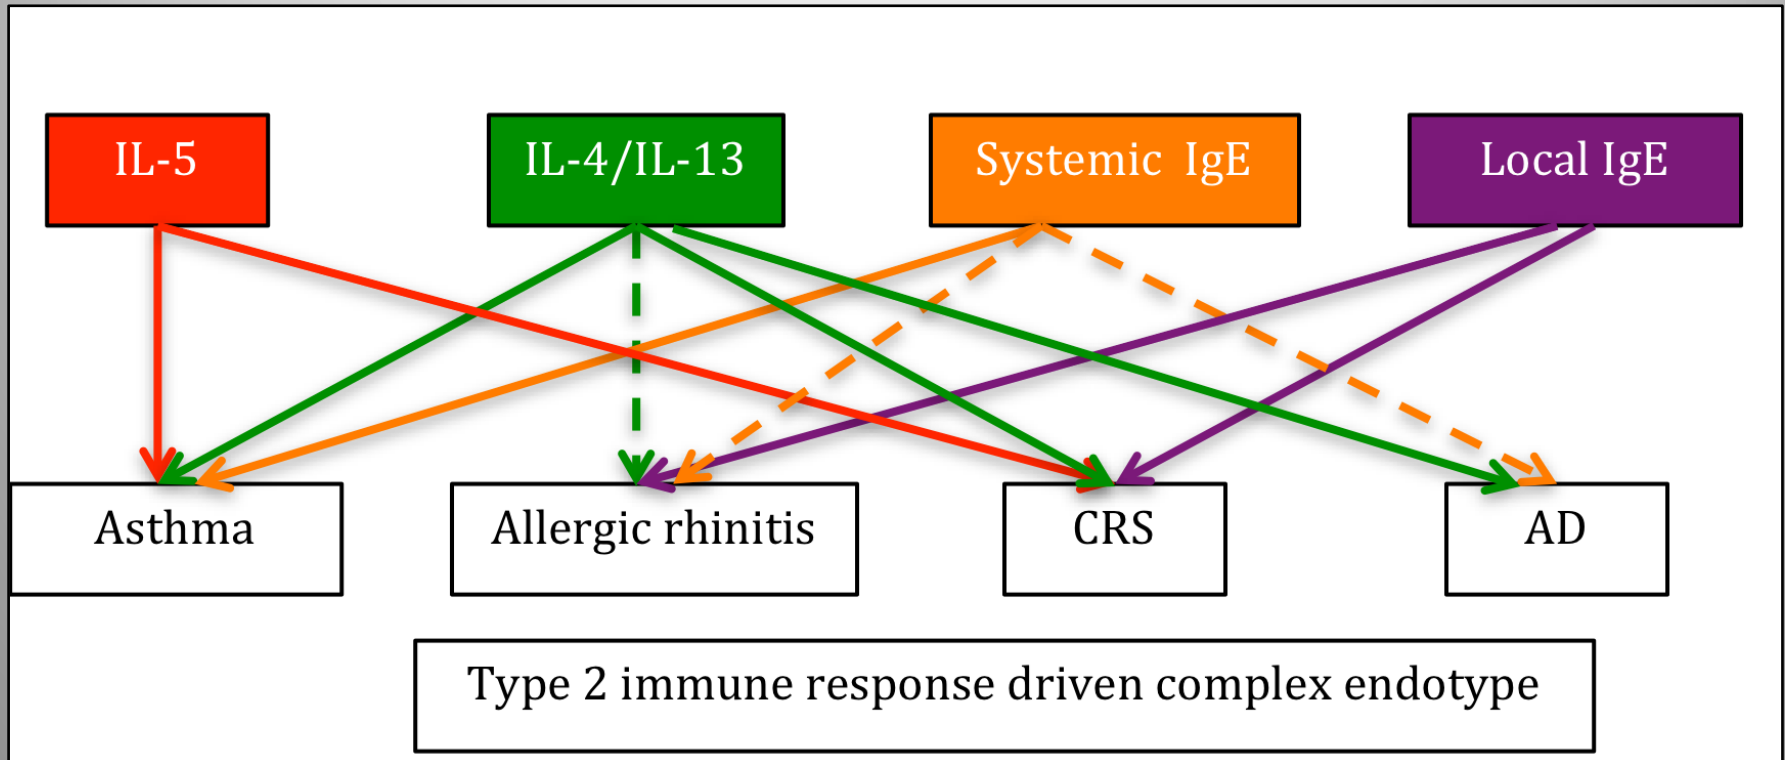 IL-5
IL-4/IL-13
Systemic IgE
Local IgE
Asthma
Allergic rhinitis
CRS
AD
Type 2 immune response driven complex endotype